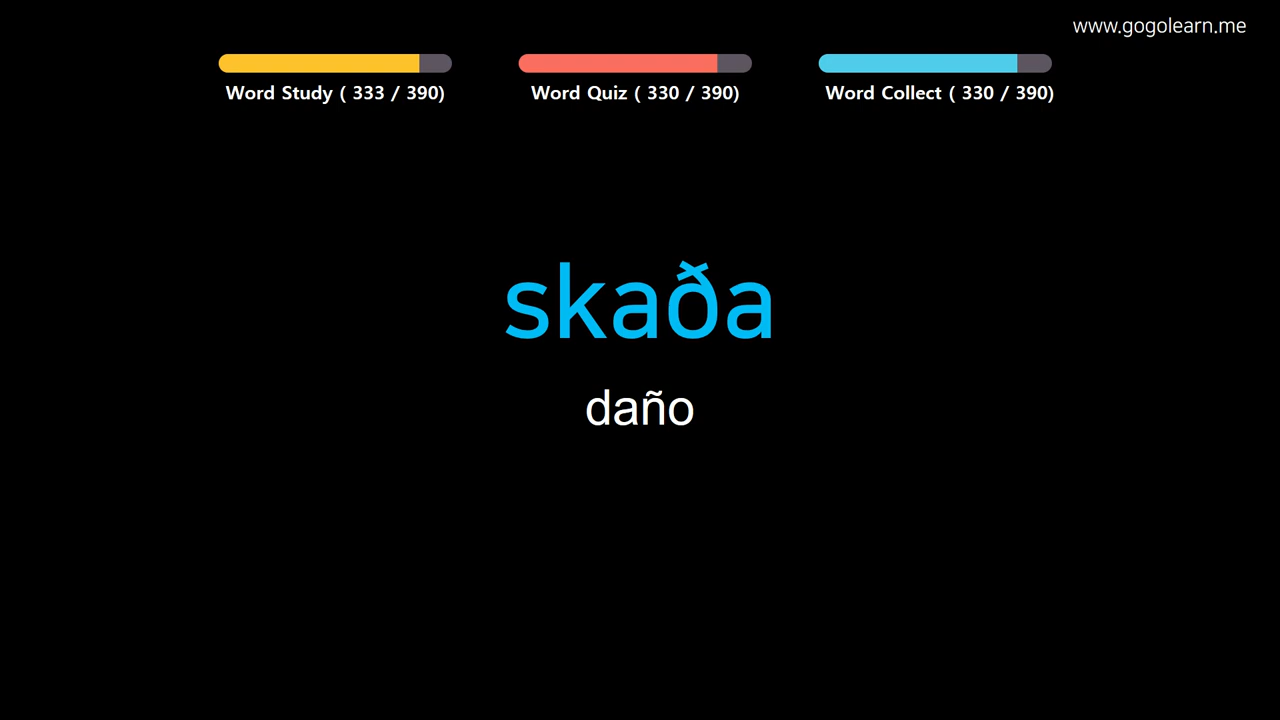 www.gogolearn.me
Word Study ( 333 / 390)
Word Quiz ( 330 / 390)
Word Collect ( 330 / 390)
skaða
daño